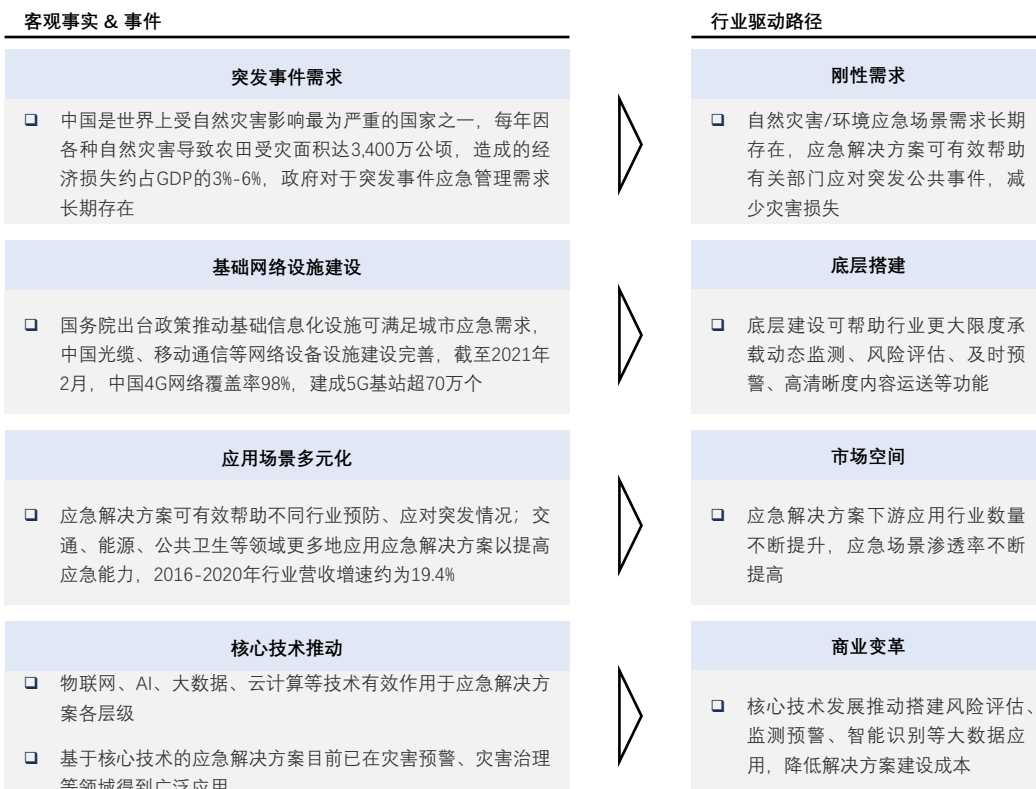 客观事实 & 事件
行业驱动路径
突发事件需求
中国是世界上受自然灾害影响最为严重的国家之一，每年因
各种自然灾害导致农田受灾面积达3,400万公顷，造成的经
济损失约占GDP的3%-6%，政府对于突发事件应急管理需求
长期存在
刚性需求
自然灾害/环境应急场景需求长期
存在，应急解决方案可有效帮助
有关部门应对突发公共事件，减
少灾害损失
基础网络设施建设
国务院出台政策推动基础信息化设施可满足城市应急需求，
中国光缆、移动通信等网络设备设施建设完善，截至2021年
2月，中国4G网络覆盖率98%，建成5G基站超70万个
底层搭建
底层建设可帮助行业更大限度承
载动态监测、风险评估、及时预
警、高清晰度内容运送等功能
应用场景多元化
应急解决方案可有效帮助不同行业预防、应对突发情况；交
通、能源、公共卫生等领域更多地应用应急解决方案以提高
应急能力，2016-2020年行业营收增速约为19.4%
市场空间
应急解决方案下游应用行业数量
不断提升，应急场景渗透率不断
提高
核心技术推动
物联网、AI、大数据、云计算等技术有效作用于应急解决方
案各层级
基于核心技术的应急解决方案目前已在灾害预警、灾害治理
等领域得到广泛应用
商业变革
核心技术发展推动搭建风险评估、
监测预警、智能识别等大数据应
用，降低解决方案建设成本